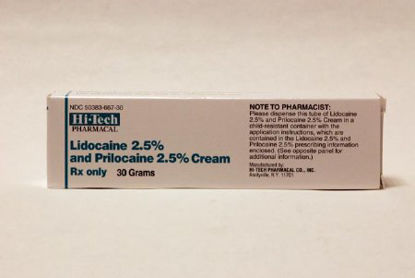 NDC 50383-667-30
Hi-Tech
PHARMACAL
Lidocaine 2.5%
and Prilocaine 2.5% Cream
Rx only 30 Grams
NOTE TO PHARMACIST:
Please dispense this tube of Lidocaine
2.5% and Prilocaine 2.5% Cream in a
child-resistant container with the
application instructions, which are
contained in the Lidocaine 2.5% and
Prilocaine 2.5% prescribing information
enclosed. (See opposite panel for
additional information.)
Manufactured by:
HI-TECH PHARMACAL CO., INC.
Amityville, N.Y. 11701